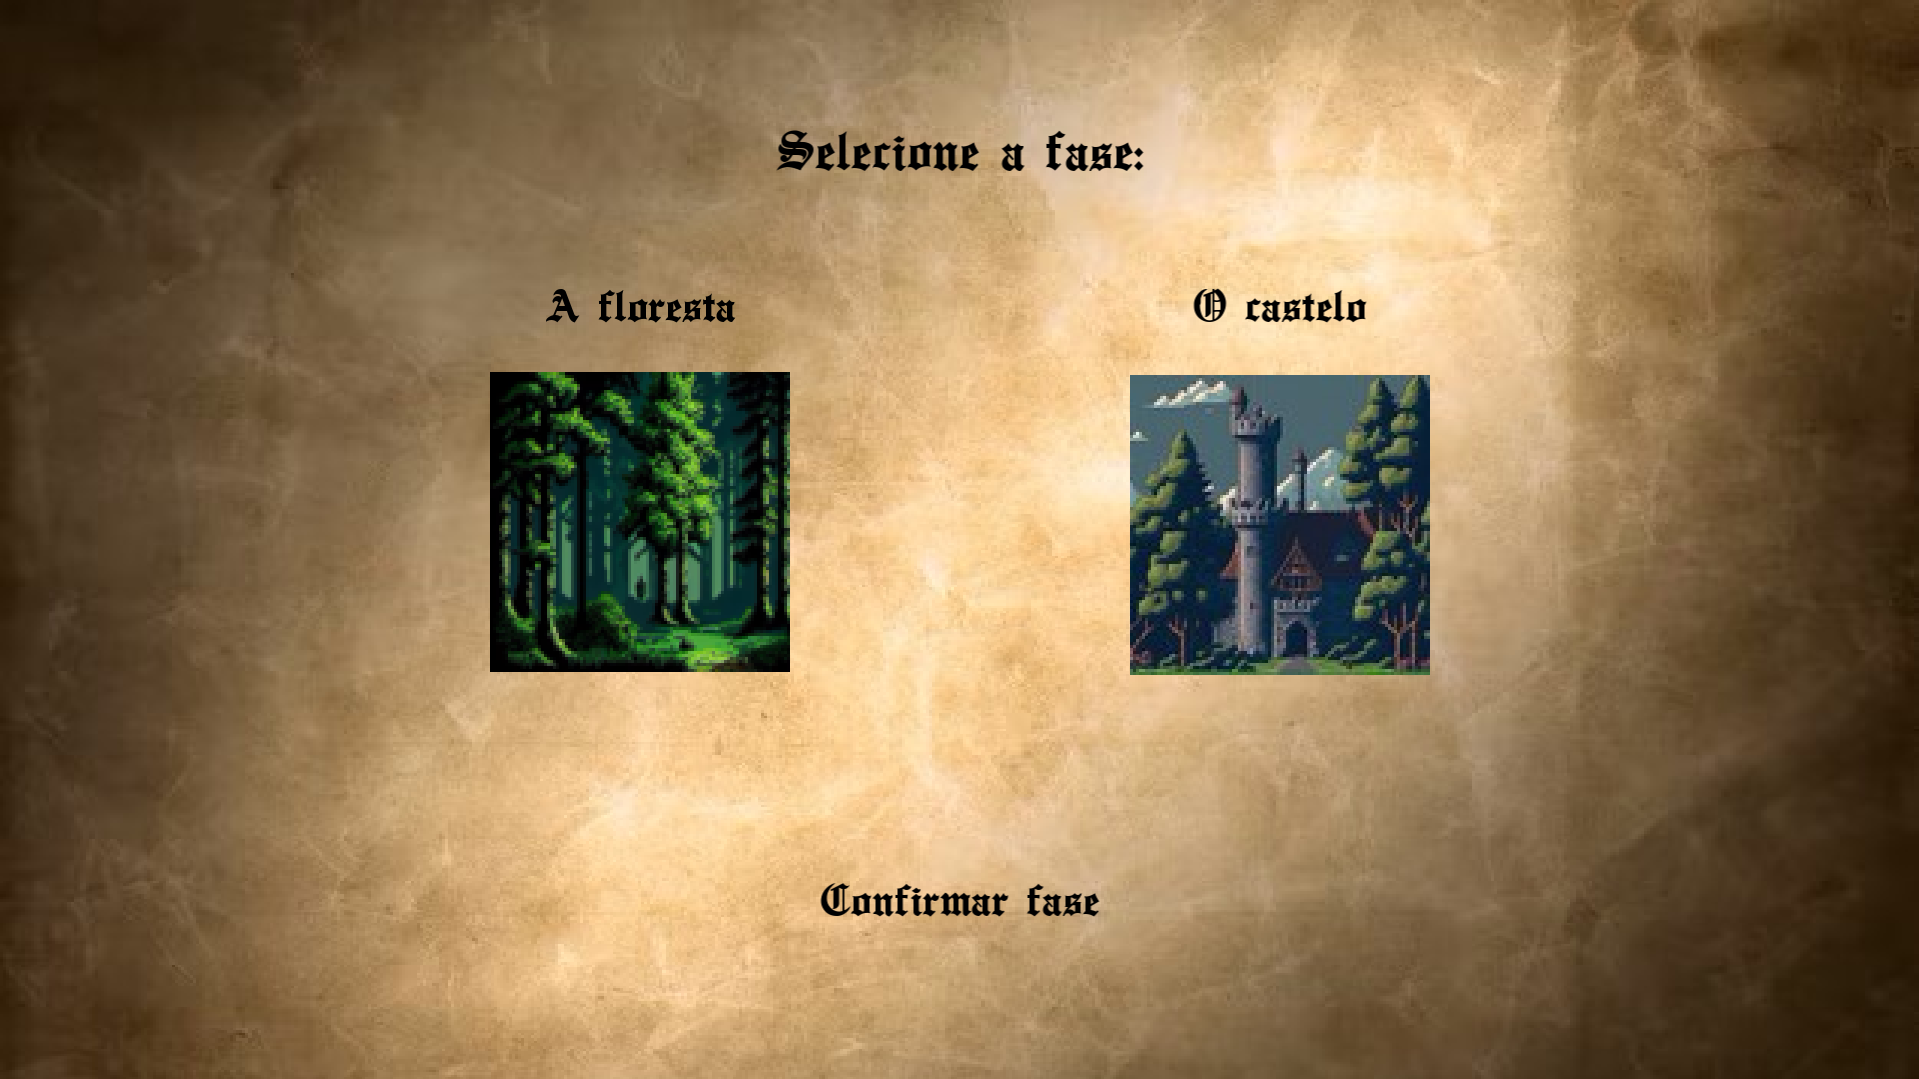 Selecione a fase:
A floresta
O castelo
Confirmar fase